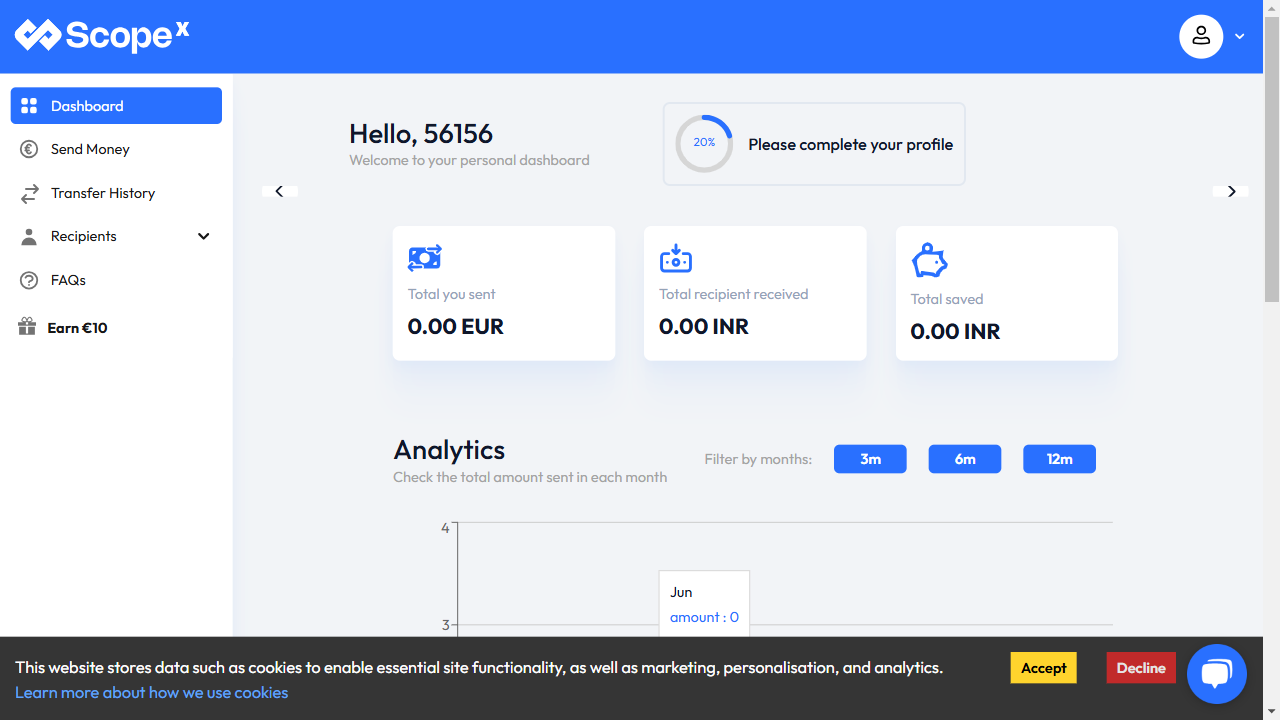 Scope x
Dashboard
Send Money
Transfer History
Recipients
FAQs
Earn €10
Hello, 56156
Welcome to your personal dashboard
20%
Please complete your profile
Total you sent
0.00 EUR
Total recipient received
0.00 INR
Total saved
0.00 INR
Analytics
Check the total amount sent in each month
Filter by months:
3m
6m
12m
4
3
Jun
amount : 0
This website stores data such as cookies to enable essential site functionality, as well as marketing, personalisation, and analytics.
Learn more about how we use cookies
Accept
Decline